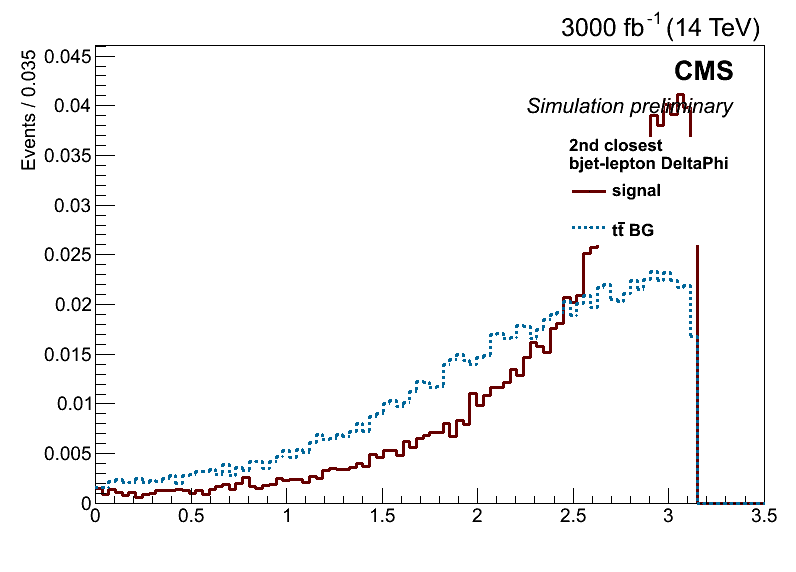 3000 fb⁻¹ (14 TeV)
CMS
Simulation preliminary
Events / 0.035
0.045
0.04
0.035
0.03
0.025
0.02
0.015
0.01
0.005
0
2nd closest
bjet-lepton DeltaPhi
signal
tt̄ BG
0 0.5 1 1.5 2 2.5 3 3.5